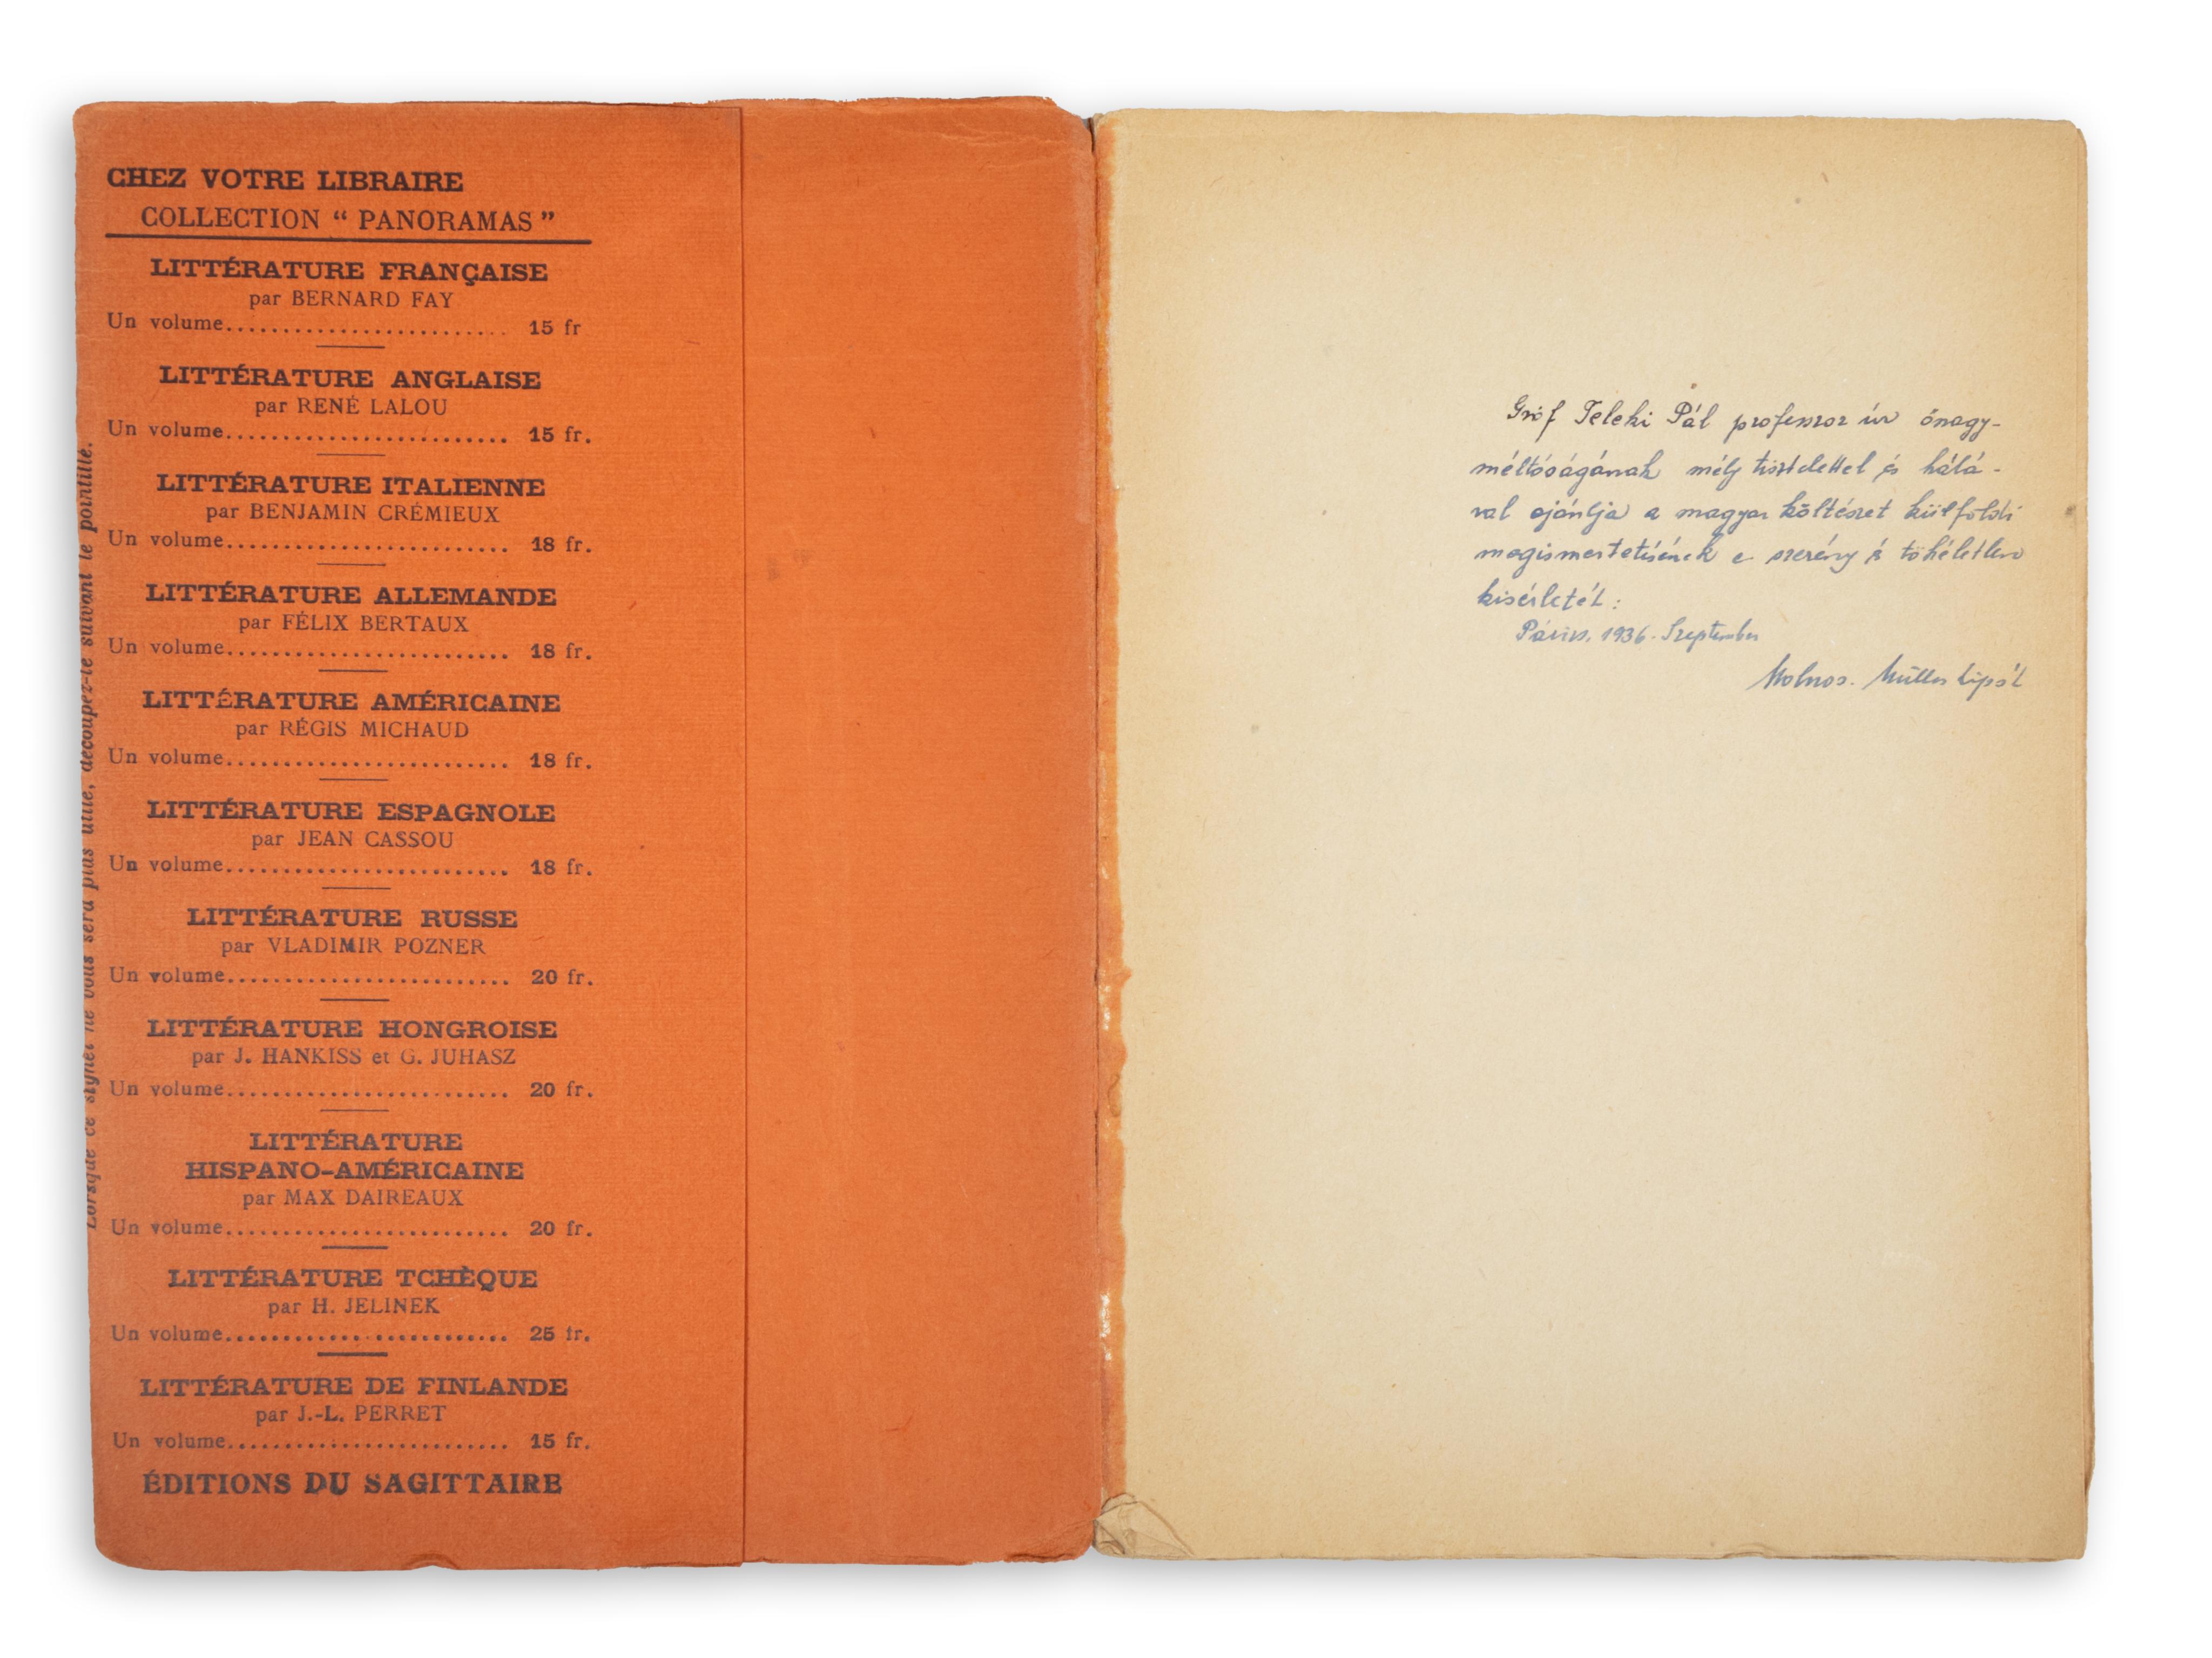 CHEZ VOTRE LIBRAIRE
COLLECTION “ PANORAMAS ”
LITTÉRATURE FRANÇAISE
par BERNARD FAY
Un volume......................... 15 fr
LITTÉRATURE ANGLAISE
par RENÉ LALOU
Un volume......................... 15 fr.
LITTÉRATURE ITALIENNE
par BENJAMIN CRÉMIEUX
Un volume......................... 18 fr.
LITTÉRATURE ALLEMANDE
par FÉLIX BERTAUX
Un volume......................... 18 fr.
LITTÉRATURE AMÉRICAINE
par RÉGIS MICHAUD
Un volume......................... 18 fr.
LITTÉRATURE ESPAGNOLE
par JEAN CASSOU
Un volume......................... 18 fr.
LITTÉRATURE RUSSE
par VLADIMIR POZNER
Un volume......................... 20 fr.
LITTÉRATURE HONGROISE
par J. HANKISS et G. JUHASZ
Un volume......................... 20 fr.
LITTÉRATURE
HISPANO-AMÉRICAINE
par MAX DAIREAUX
Un volume......................... 20 fr.
LITTÉRATURE TCHÈQUE
par H. JELINEK
Un volume......................... 25 fr.
LITTÉRATURE DE FINLANDE
par J.-L. PERRET
Un volume......................... 15 fr.
ÉDITIONS DU SAGITTAIRE
Lorsque ce signet ne vous sera plus utile, découpez-le suivant le pointillé.
Gróf Teleki Pál professzor úr őnagy-
méltóságának mély tisztelettel és hálá-
val ajánlja a magyar költészet külföldi
megismertetésének e szerény és tökéletlen
kisérletét:
Páris, 1936. Szeptember
Molnos-Müller Lipót